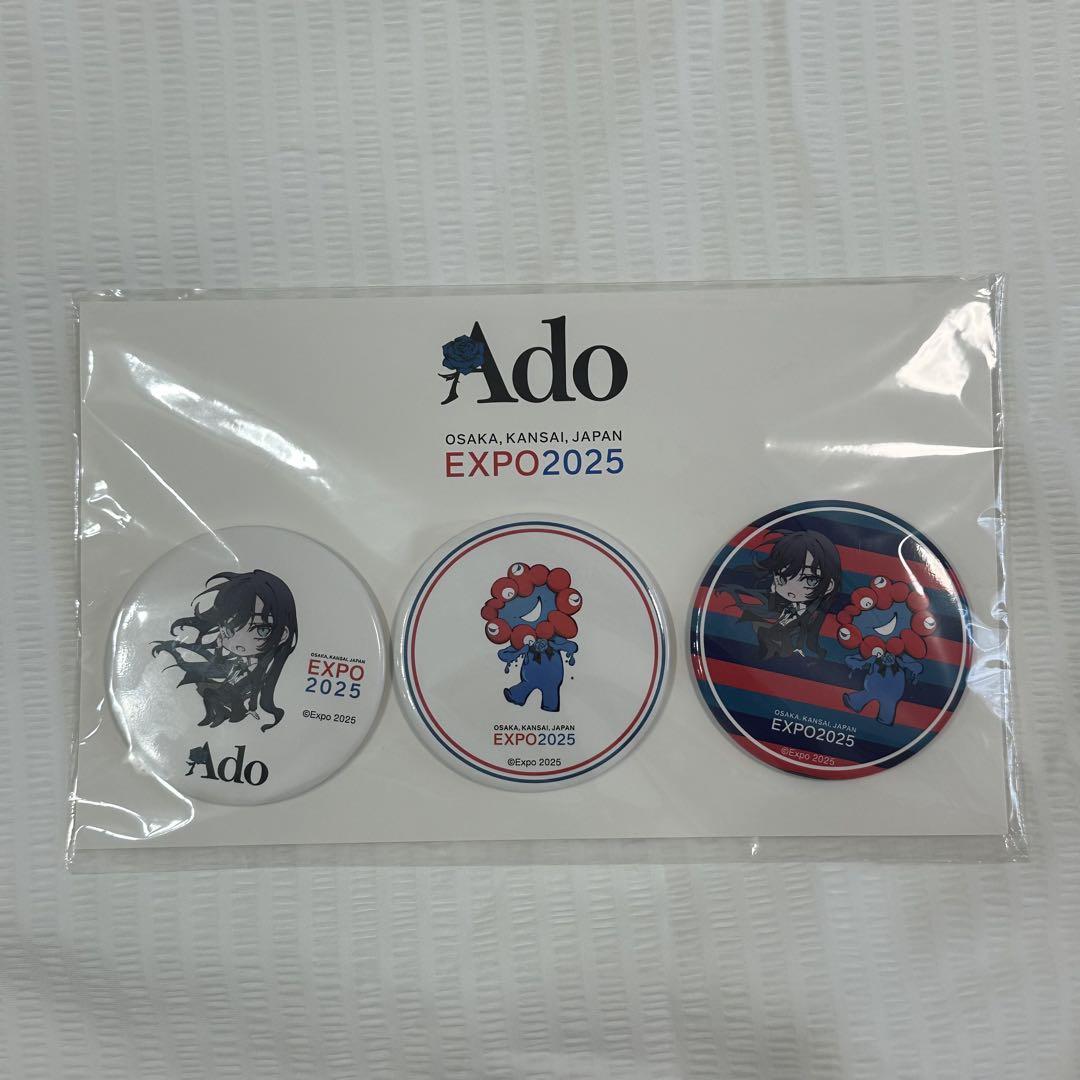 Ado
OSAKA, KANSAI, JAPAN
EXPO2025
OSAKA, KANSAI, JAPAN
EXPO
2025
©Expo 2025
Ado
OSAKA, KANSAI, JAPAN
EXPO2025
©Expo 2025
OSAKA, KANSAI, JAPAN
EXPO2025
©Expo 2025